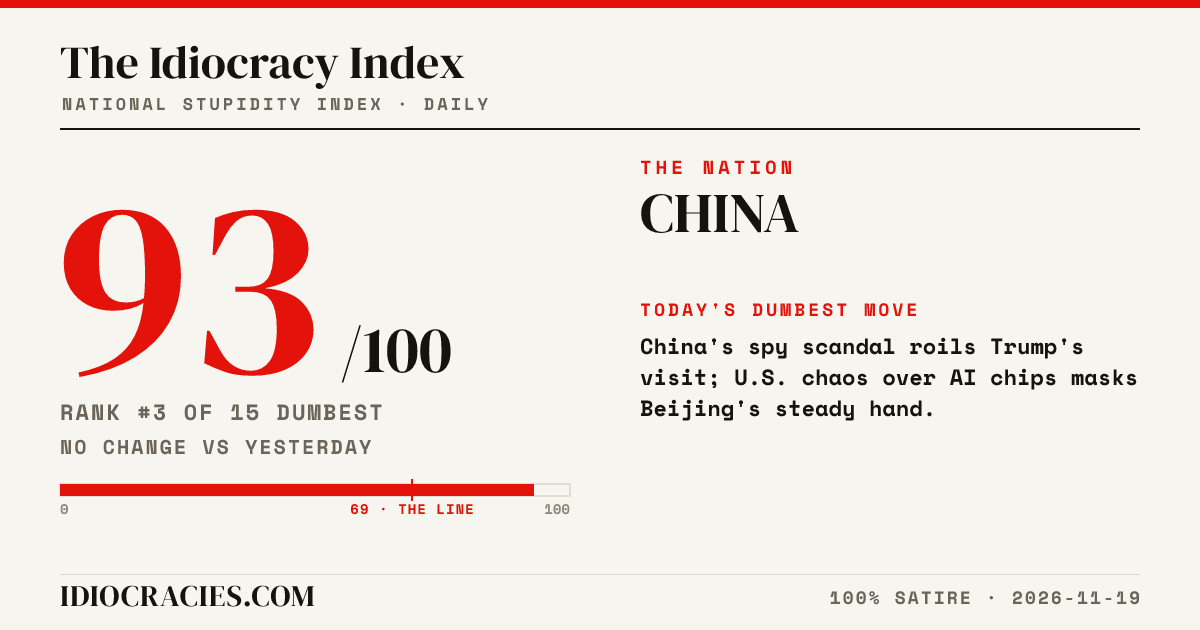 The Idiocracy Index
NATIONAL STUPIDITY INDEX · DAILY
93 /100
RANK #3 OF 15 DUMBEST
NO CHANGE VS YESTERDAY
0
69 · THE LINE
100
THE NATION
CHINA
TODAY'S DUMBEST MOVE
China's spy scandal roils Trump's
visit; U.S. chaos over AI chips masks
Beijing's steady hand.
IDIOCRACIES.COM
100% SATIRE · 2026-11-19